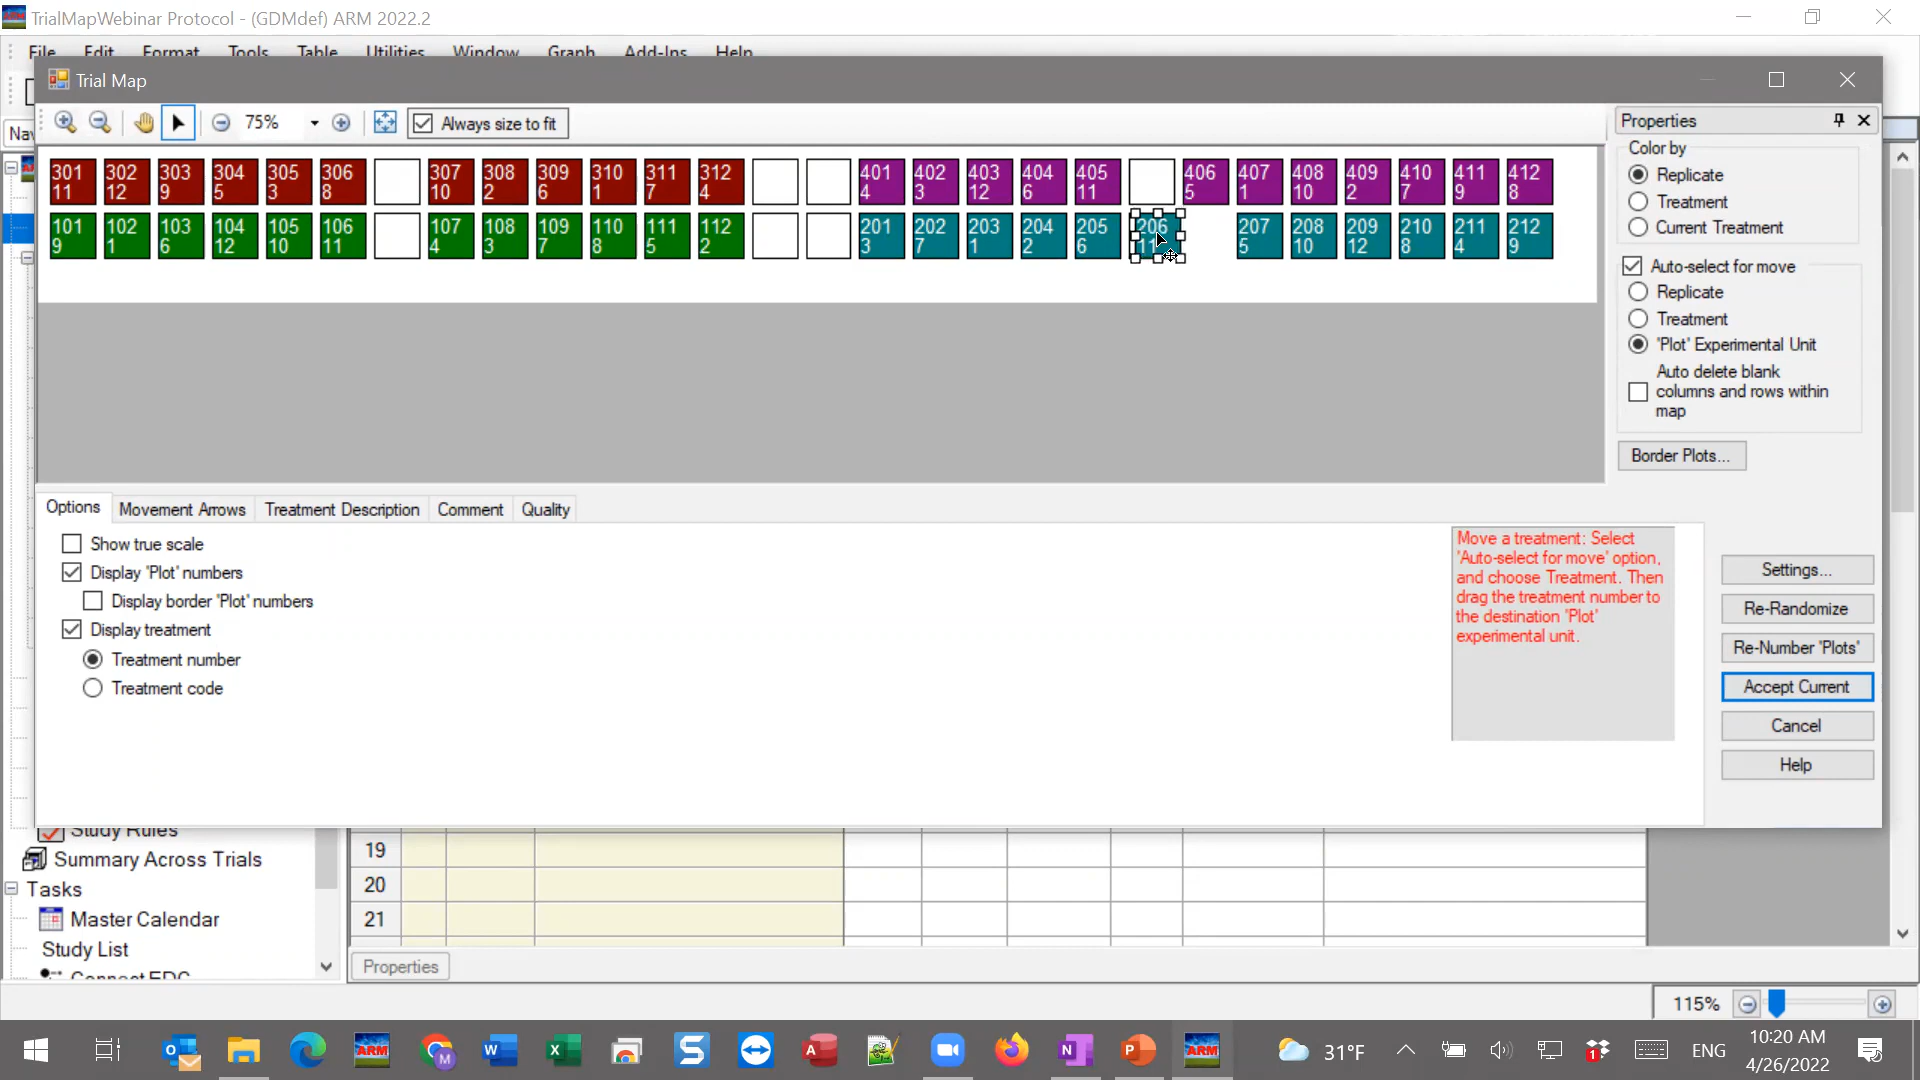 TrialMapWebinar Protocol - (GDMdef) ARM 2022.2
File Edit Format Tools Table Utilities Window Graph Add-Ins Help
Trial Map
75% Always size to fit
Nav
301 302 303 304 305 306 307 308 309 310 311 312 401 402 403 404 405 406 407 408 409 410 411 412
11 12 9 5 3 8 10 2 6 1 7 4 4 3 12 6 11 5 1 10 2 7 9 8
101 102 103 104 105 106 107 108 109 110 111 112 201 202 203 204 205 206 207 208 209 210 211 212
9 1 6 12 10 11 4 3 7 8 5 2 3 7 1 2 6 11 5 10 12 8 4 9
Properties
Color by
Replicate
Treatment
Current Treatment
Auto-select for move
Replicate
Treatment
'Plot' Experimental Unit
Auto delete blank
columns and rows within
map
Border Plots...
Options Movement Arrows Treatment Description Comment Quality
Show true scale
Display 'Plot' numbers
Display border 'Plot' numbers
Display treatment
Treatment number
Treatment code
Move a treatment: Select
'Auto-select for move' option,
and choose Treatment. Then
drag the treatment number to
the destination 'Plot'
experimental unit.
Settings...
Re-Randomize
Re-Number 'Plots'
Accept Current
Cancel
Help
Study Rules
Summary Across Trials
Tasks
Master Calendar
Study List
Connect EDC
19
20
21
Properties
115%
ARM
ARM
31°F
1
ENG
10:20 AM
4/26/2022